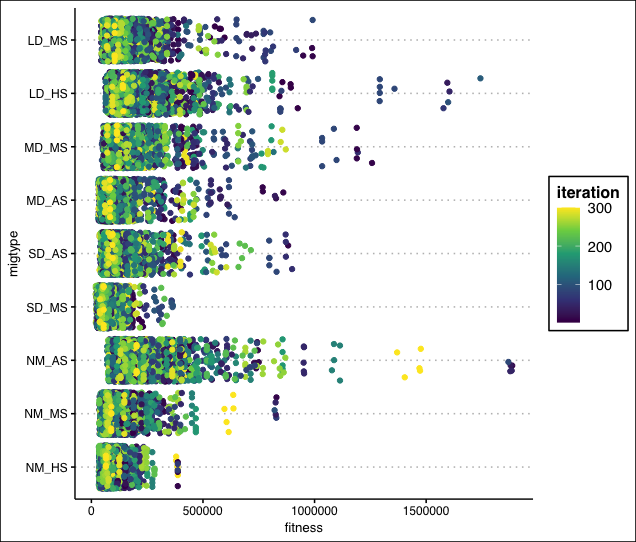 LD_MS
LD_HS
MD_MS
MD_AS
SD_AS
SD_MS
NM_AS
NM_MS
NM_HS
migtype
0 500000 1000000 1500000
fitness
iteration
300
200
100